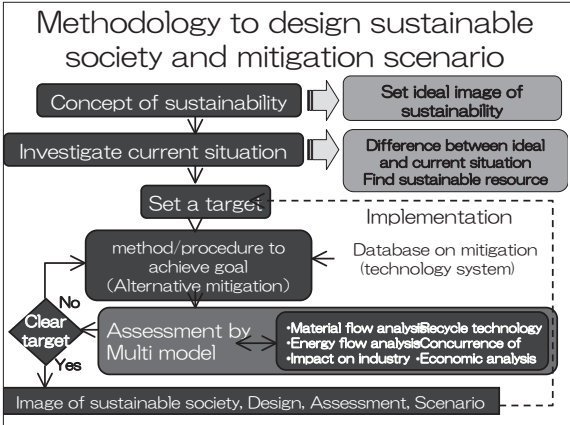 Methodology to design sustainable
society and mitigation scenario
Concept of sustainability
Set ideal image of
sustainability
Investigate current situation
Difference between ideal
and current situation
Find sustainable resource
Set a target
Implementation
method/procedure to
achieve goal
(Alternative mitigation)
Database on mitigation
(technology system)
No
Clear
target
Yes
Assessment by
Multi model
•Material flow analysis•Recycle technology
•Energy flow analysis•Concurrence of
•Impact on industry •Economic analysis
Image of sustainable society, Design, Assessment, Scenario